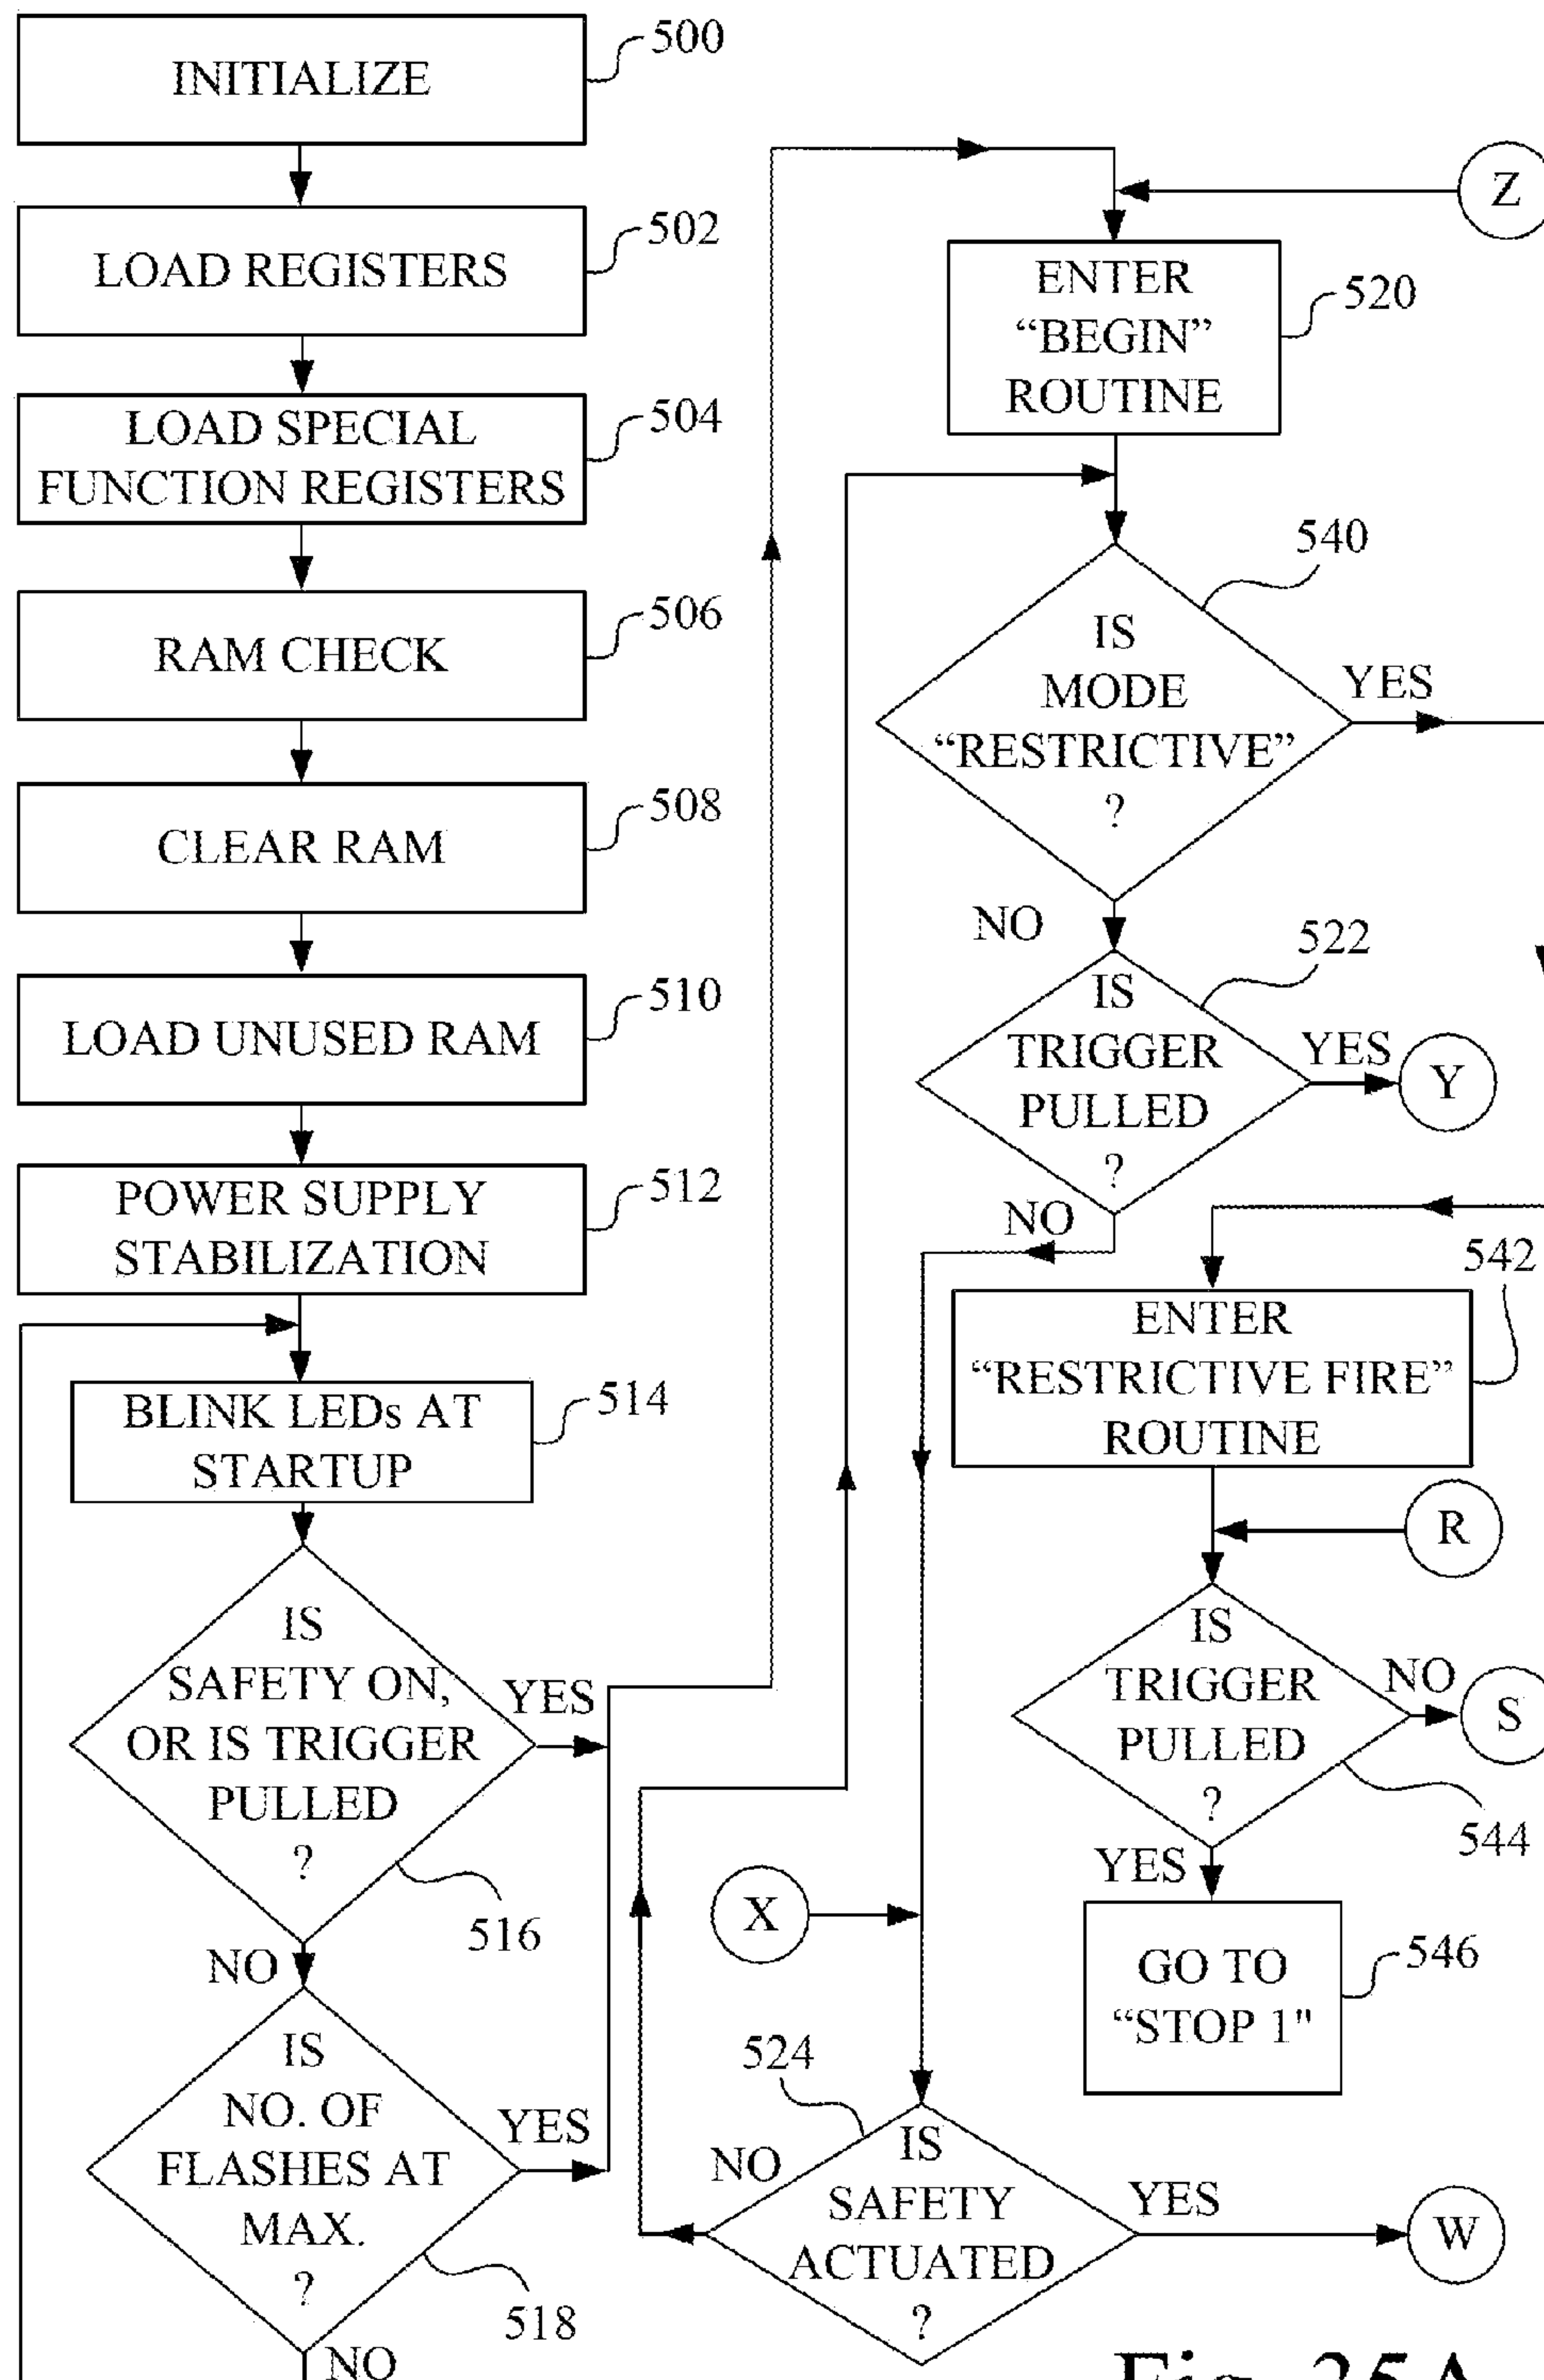 INITIALIZE
500
LOAD REGISTERS
502
LOAD SPECIAL
FUNCTION REGISTERS
504
RAM CHECK
506
CLEAR RAM
508
LOAD UNUSED RAM
510
POWER SUPPLY
STABILIZATION
512
BLINK LEDs AT
STARTUP
514
IS
SAFETY ON,
OR IS TRIGGER
PULLED
?
YES
516
NO
IS
NO. OF
FLASHES AT
MAX.
?
YES
518
NO
Z
ENTER
“BEGIN”
ROUTINE
520
540
IS
MODE
“RESTRICTIVE”
?
YES
NO
522
IS
TRIGGER
PULLED
?
YES
Y
NO
542
ENTER
“RESTRICTIVE FIRE”
ROUTINE
R
IS
TRIGGER
PULLED
?
NO
S
544
YES
GO TO
“STOP 1"
546
X
524
IS
SAFETY
ACTUATED
?
NO
YES
W
Fig. 35A